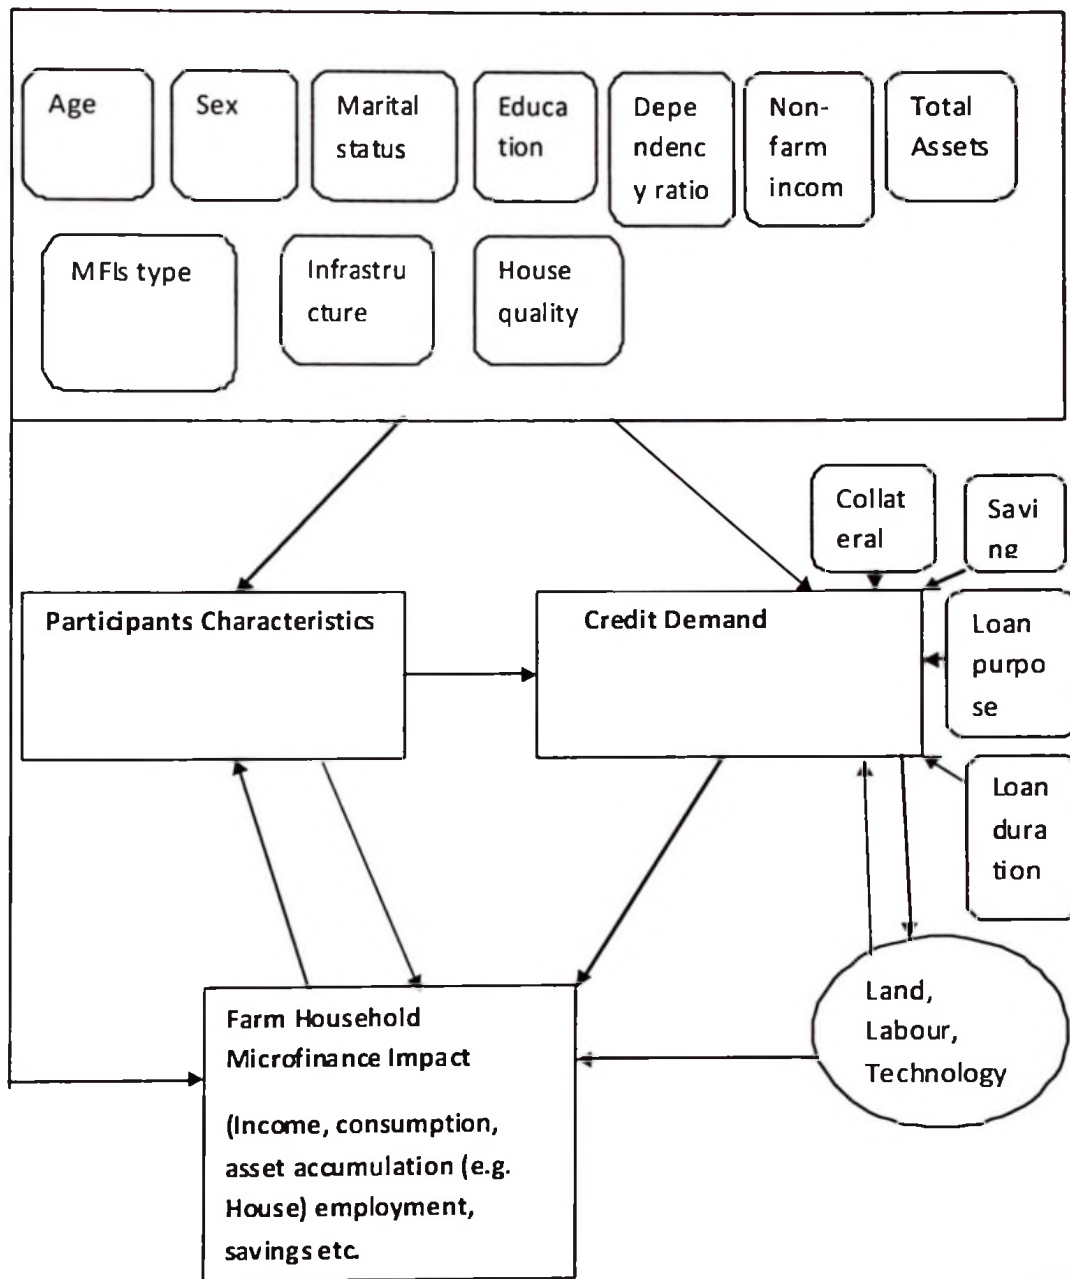 Age
Sex
Marital
status
Educa
tion
Depe
ndenc
y ratio
Non-
farm
incom
Total
Assets
MFIs type
Infrastru
cture
House
quality
Collat
eral
Savi
ng
Participants Characteristics
Credit Demand
Loan
purpo
se
Loan
dura
tion
Land,
Labour,
Technology
Farm Household
Microfinance Impact
(Income, consumption,
asset accumulation (e.g.
House) employment,
savings etc.